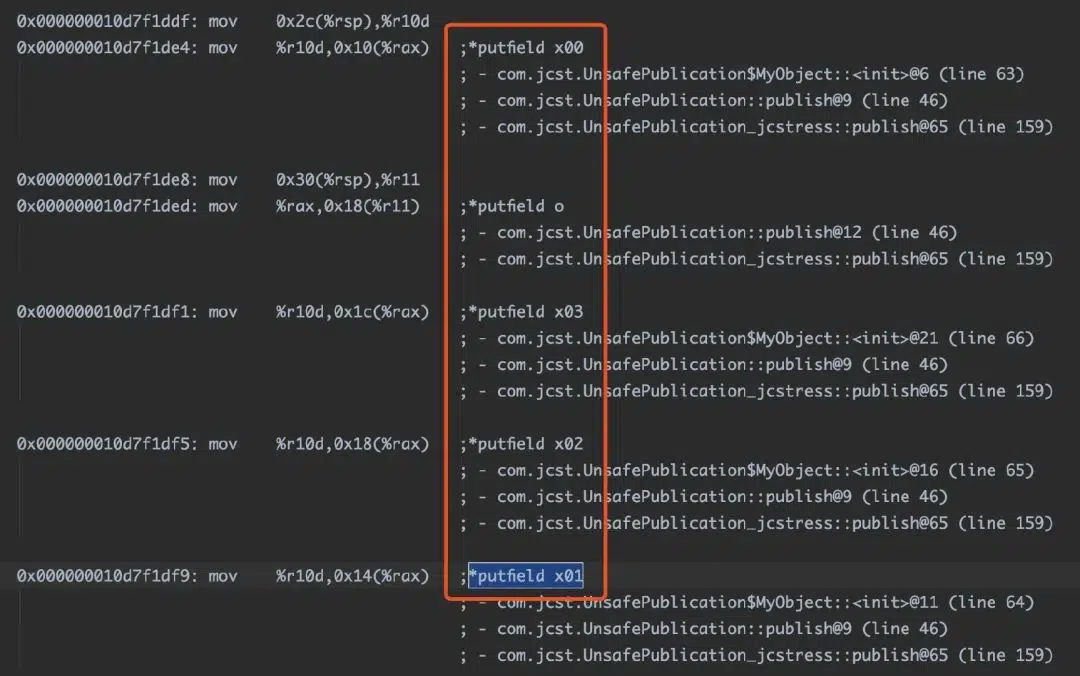 0x000000010d7f1ddf: mov 0x2c(%rsp),%r10d
0x000000010d7f1de4: mov %r10d,0x10(%rax) ;*putfield x00
; - com.jcst.UnsafePublication$MyObject::<init>@6 (line 63)
; - com.jcst.UnsafePublication::publish@9 (line 46)
; - com.jcst.UnsafePublication_jcstress::publish@65 (line 159)
0x000000010d7f1de8: mov 0x30(%rsp),%r11
0x000000010d7f1ded: mov %rax,0x18(%r11) ;*putfield o
; - com.jcst.UnsafePublication::publish@12 (line 46)
; - com.jcst.UnsafePublication_jcstress::publish@65 (line 159)
0x000000010d7f1df1: mov %r10d,0x1c(%rax) ;*putfield x03
; - com.jcst.UnsafePublication$MyObject::<init>@21 (line 66)
; - com.jcst.UnsafePublication::publish@9 (line 46)
; - com.jcst.UnsafePublication_jcstress::publish@65 (line 159)
0x000000010d7f1df5: mov %r10d,0x18(%rax) ;*putfield x02
; - com.jcst.UnsafePublication$MyObject::<init>@16 (line 65)
; - com.jcst.UnsafePublication::publish@9 (line 46)
; - com.jcst.UnsafePublication_jcstress::publish@65 (line 159)
0x000000010d7f1df9: mov %r10d,0x14(%rax) ;*putfield x01
; - com.jcst.UnsafePublication$MyObject::<init>@11 (line 64)
; - com.jcst.UnsafePublication::publish@9 (line 46)
; - com.jcst.UnsafePublication_jcstress::publish@65 (line 159)